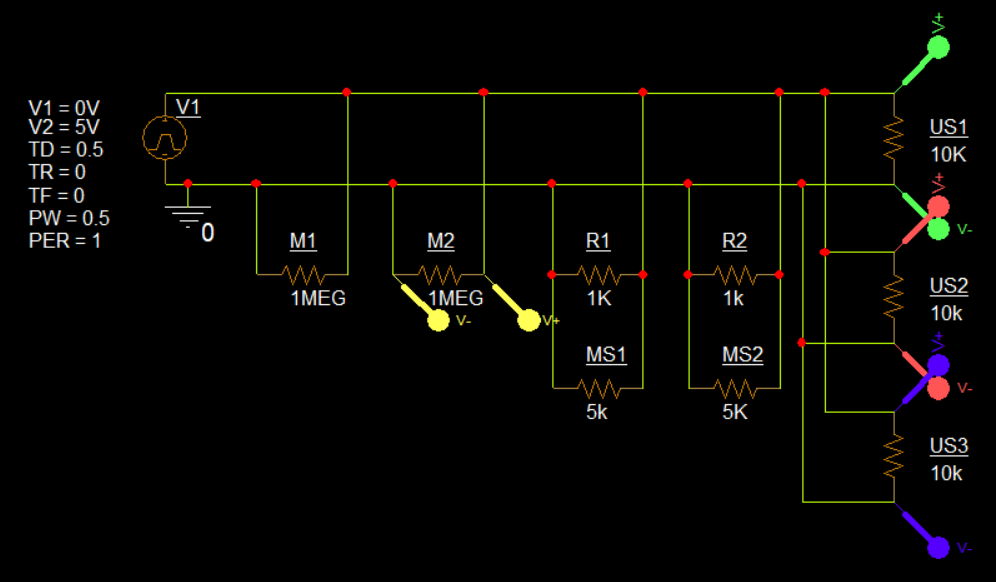 V+
V1
V1 = 0V
V2 = 5V
TD = 0.5
TR = 0
TF = 0
PW = 0.5
PER = 1
US1
10K
V+
0
V-
M1
M2
R1
R2
1MEG
1MEG
1K
1k
US2
10k
V-
V+
V+
MS1
MS2
V-
5k
5K
US3
10k
V-